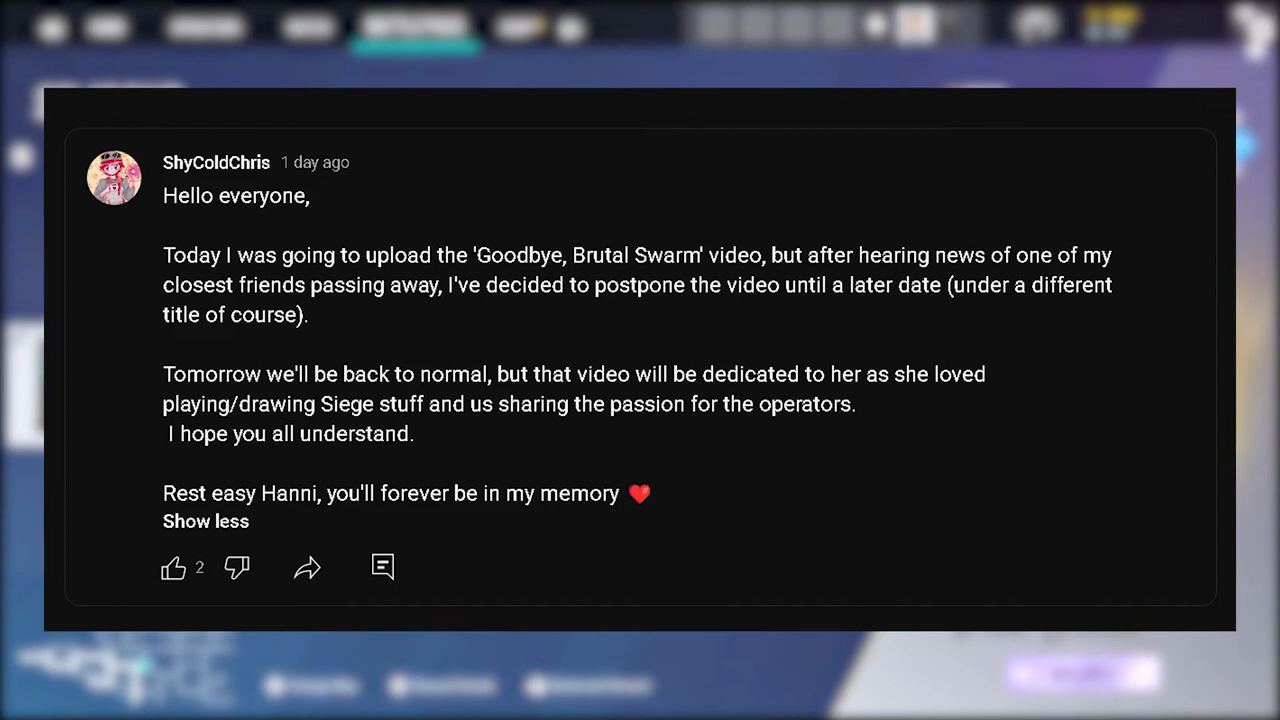 ShyColdChris 1 day ago
Hello everyone,
Today I was going to upload the 'Goodbye, Brutal Swarm' video, but after hearing news of one of my
closest friends passing away, I've decided to postpone the video until a later date (under a different
title of course).
Tomorrow we'll be back to normal, but that video will be dedicated to her as she loved
playing/drawing Siege stuff and us sharing the passion for the operators.
I hope you all understand.
Rest easy Hanni, you'll forever be in my memory ❤️
Show less
2